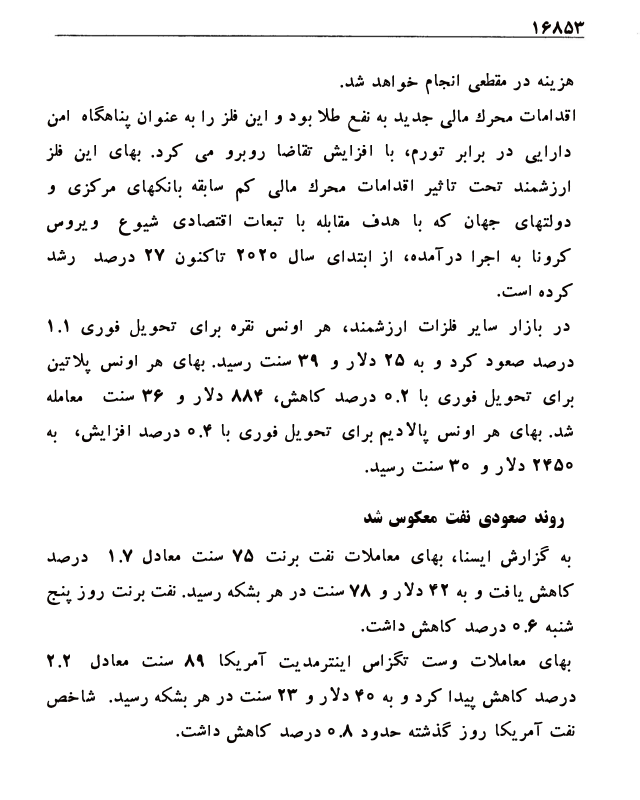 ۱۶۸۵۳
هزینه در مقطعی انجام خواهد شد.
اقدامات محرك مالی جدید به نفع طلا بود و این فلز را به عنوان پناهگاه امن
دارایی در برابر تورم، با افزایش تقاضا روبرو می کرد. بهای این فلز
ارزشمند تحت تاثیر اقدامات محرك مالی کم سابقه بانکهای مرکزی و
دولتهای جهان که با هدف مقابله با تبعات اقتصادی شیوع ویروس
کرونا به اجرا درآمده، از ابتدای سال ۲۰۲۰ تاکنون ۲۷ درصد رشد
کرده است.
در بازار سایر فلزات ارزشمند، هر اونس نقره برای تحویل فوری ۱.۱
درصد صعود کرد و به ۲۵ دلار و ۳۹ سنت رسید. بهای هر اونس پلاتین
برای تحویل فوری با ۰.۲ درصد کاهش، ۸۸۴ دلار و ۳۶ سنت معامله
شد. بهای هر اونس پالادیم برای تحویل فوری با ۰.۴ درصد افزایش، به
۲۴۵۰ دلار و ۳۰ سنت رسید.
روند صعودی نفت معکوس شد
به گزارش ایسنا، بهای معاملات نفت برنت ۷۵ سنت معادل ۱.۷ درصد
کاهش یافت و به ۴۲ دلار و ۷۸ سنت در هر بشکه رسید. نفت برنت روز پنج
شنبه ۰.۶ درصد کاهش داشت.
بهای معاملات وست تگزاس اینترمدیت آمریکا ۸۹ سنت معادل ۲.۲
درصد کاهش پیدا کرد و به ۴۰ دلار و ۲۳ سنت در هر بشکه رسید. شاخص
نفت آمریکا روز گذشته حدود ۰.۸ درصد کاهش داشت.